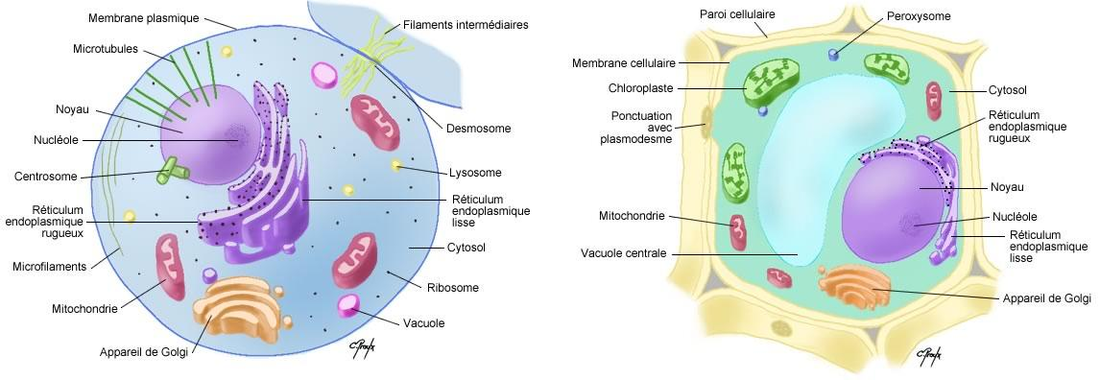 Membrane plasmique
Microtubules
Noyau
Nucléole
Centrosome
Réticulum
endoplasmique
rugueux
Microfilaments
Mitochondrie
Appareil de Golgi
Filaments intermédiaires
Desmosome
Lysosome
Réticulum
endoplasmique
lisse
Cytosol
Ribosome
Vacuole
Paroi cellulaire
Membrane cellulaire
Chloroplaste
Ponctuation
avec
plasmodesme
Mitochondrie
Vacuole centrale
Peroxysome
Cytosol
Réticulum
endoplasmique
rugueux
Noyau
Nucléole
Réticulum
endoplasmique
lisse
Appareil de Golgi